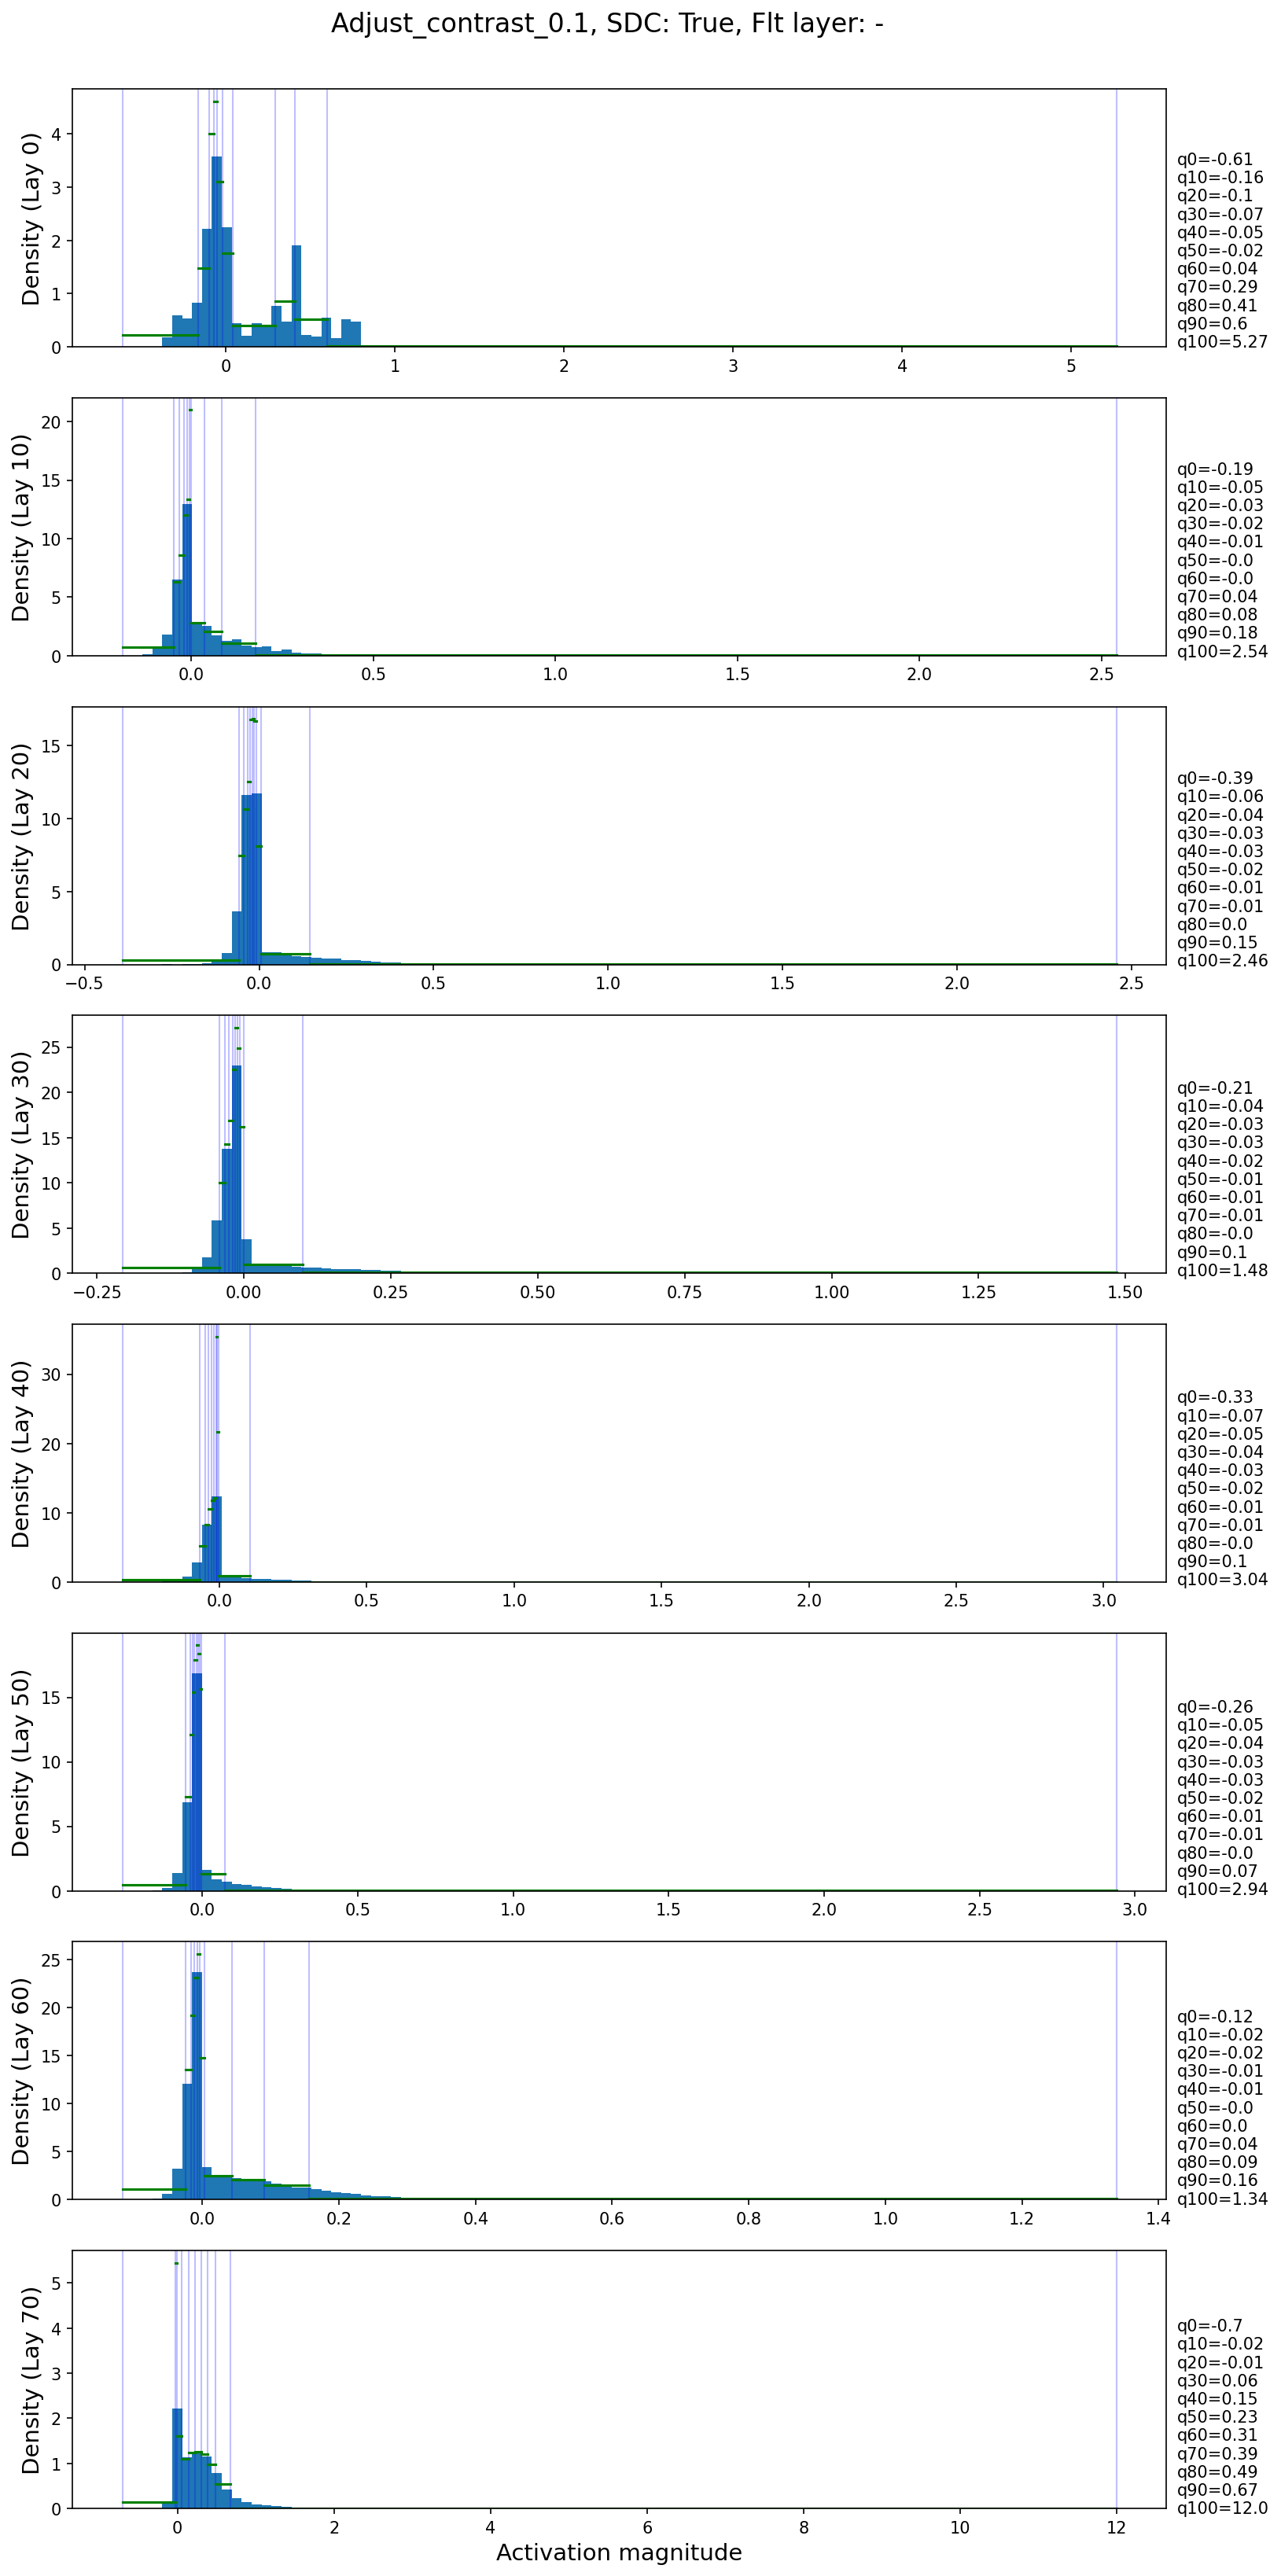 Adjust_contrast_0.1, SDC: True, Flt layer: -
Density (Lay 0)
4
3
2
1
0
0 1 2 3 4 5
q0=-0.61
q10=-0.16
q20=-0.1
q30=-0.07
q40=-0.05
q50=-0.02
q60=0.04
q70=0.29
q80=0.41
q90=0.6
q100=5.27
Density (Lay 10)
20
15
10
5
0
0.0 0.5 1.0 1.5 2.0 2.5
q0=-0.19
q10=-0.05
q20=-0.03
q30=-0.02
q40=-0.01
q50=-0.0
q60=-0.0
q70=0.04
q80=0.08
q90=0.18
q100=2.54
Density (Lay 20)
15
10
5
0
−0.5 0.0 0.5 1.0 1.5 2.0 2.5
q0=-0.39
q10=-0.06
q20=-0.04
q30=-0.03
q40=-0.03
q50=-0.02
q60=-0.01
q70=-0.01
q80=0.0
q90=0.15
q100=2.46
Density (Lay 30)
25
20
15
10
5
0
−0.25 0.00 0.25 0.50 0.75 1.00 1.25 1.50
q0=-0.21
q10=-0.04
q20=-0.03
q30=-0.03
q40=-0.02
q50=-0.01
q60=-0.01
q70=-0.01
q80=-0.0
q90=0.1
q100=1.48
Density (Lay 40)
30
20
10
0
0.0 0.5 1.0 1.5 2.0 2.5 3.0
q0=-0.33
q10=-0.07
q20=-0.05
q30=-0.04
q40=-0.03
q50=-0.02
q60=-0.01
q70=-0.01
q80=-0.0
q90=0.1
q100=3.04
Density (Lay 50)
15
10
5
0
0.0 0.5 1.0 1.5 2.0 2.5 3.0
q0=-0.26
q10=-0.05
q20=-0.04
q30=-0.03
q40=-0.03
q50=-0.02
q60=-0.01
q70=-0.01
q80=-0.0
q90=0.07
q100=2.94
Density (Lay 60)
25
20
15
10
5
0
0.0 0.2 0.4 0.6 0.8 1.0 1.2 1.4
q0=-0.12
q10=-0.02
q20=-0.02
q30=-0.01
q40=-0.01
q50=-0.0
q60=0.0
q70=0.04
q80=0.09
q90=0.16
q100=1.34
Density (Lay 70)
5
4
3
2
1
0
0 2 4 6 8 10 12
q0=-0.7
q10=-0.02
q20=-0.01
q30=0.06
q40=0.15
q50=0.23
q60=0.31
q70=0.39
q80=0.49
q90=0.67
q100=12.0
Activation magnitude